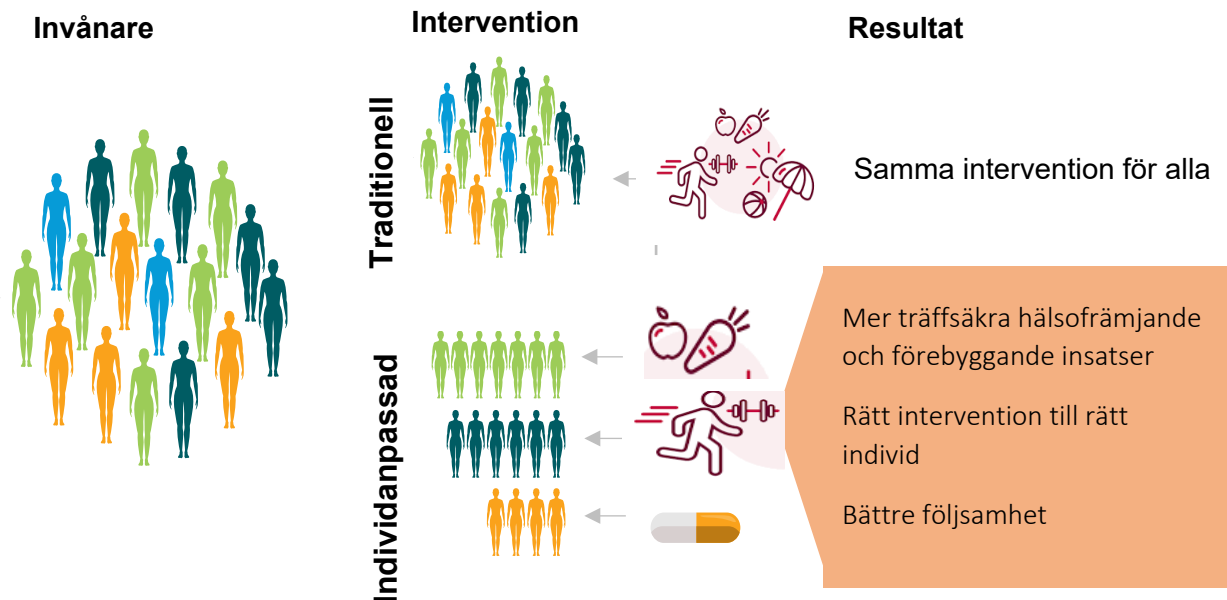 Invånare
Intervention
Resultat
Traditionell
Samma intervention för alla
Individanpassad
Mer träffsäkra hälsofrämjande
och förebyggande insatser
Rätt intervention till rätt
individ
Bättre följsamhet